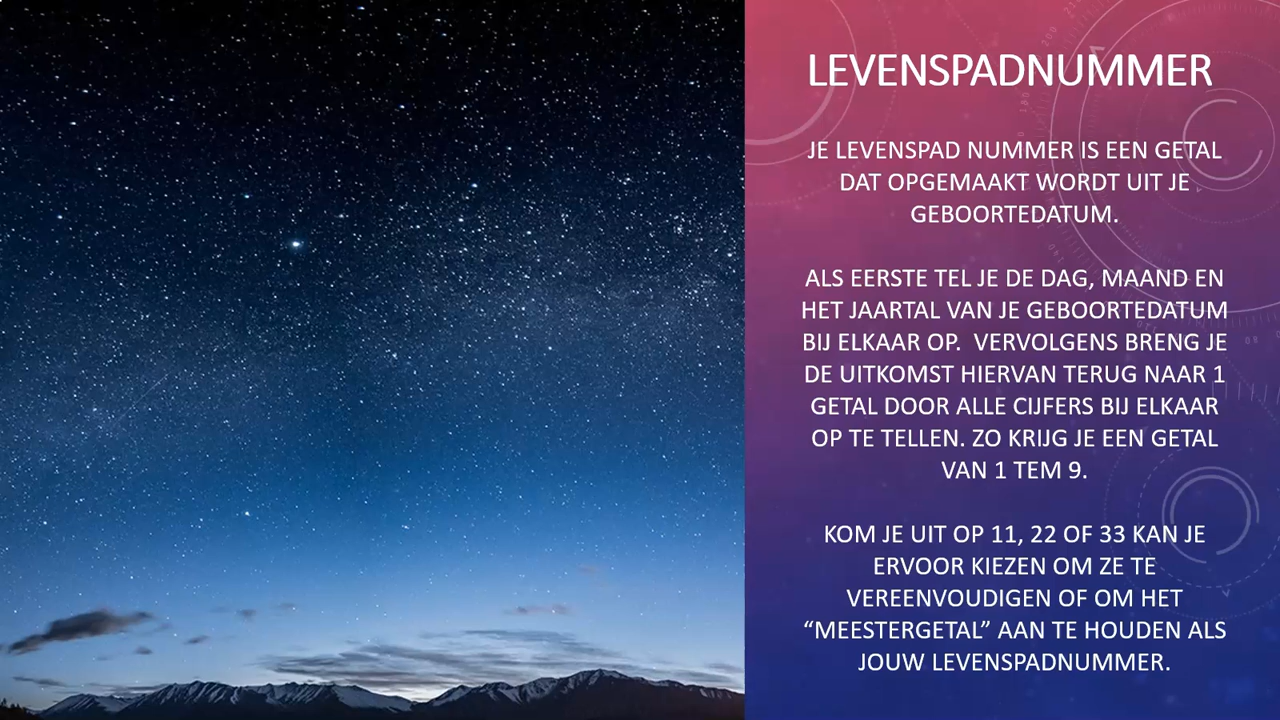 LEVENSPADNUMMER
JE LEVENSPAD NUMMER IS EEN GETAL
DAT OPGEMAAKT WORDT UIT JE
GEBOORTEDATUM.
ALS EERSTE TEL JE DE DAG, MAAND EN
HET JAARTAL VAN JE GEBOORTEDATUM
BIJ ELKAAR OP.  VERVOLGENS BRENG JE
DE UITKOMST HIERVAN TERUG NAAR 1
GETAL DOOR ALLE CIJFERS BIJ ELKAAR
OP TE TELLEN. ZO KRIJG JE EEN GETAL
VAN 1 TEM 9.
KOM JE UIT OP 11, 22 OF 33 KAN JE
ERVOOR KIEZEN OM ZE TE
VEREENVOUDIGEN OF OM HET
“MEESTERGETAL” AAN TE HOUDEN ALS
JOUW LEVENSPADNUMMER.